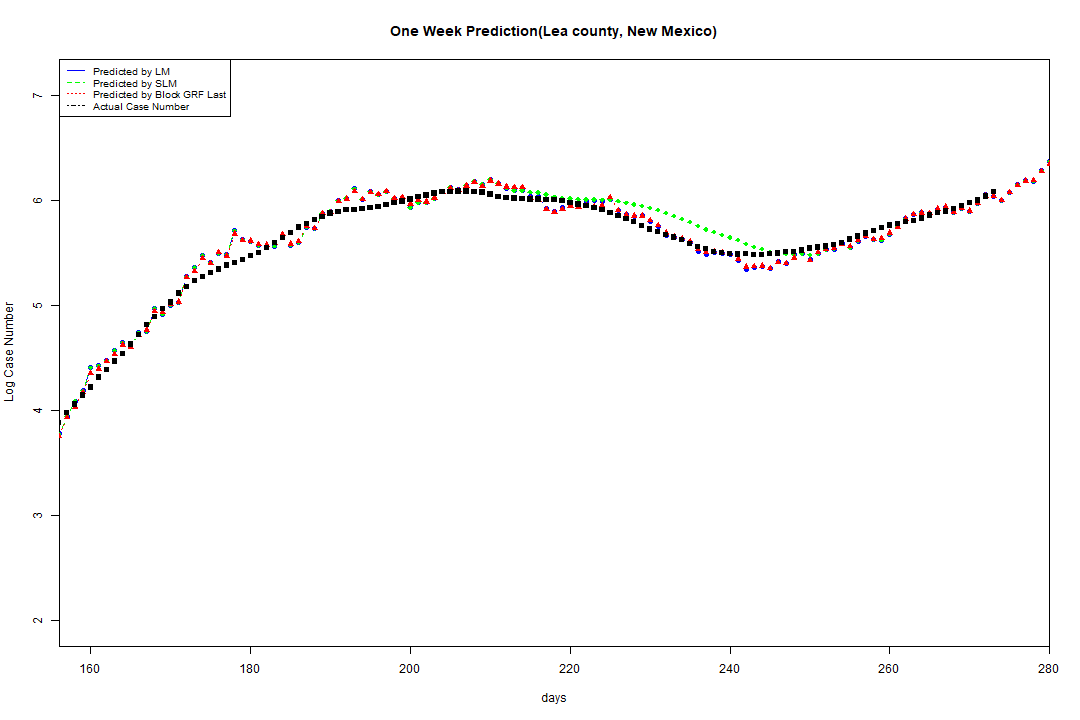 One Week Prediction(Lea county, New Mexico)
Predicted by LM
Predicted by SLM
Predicted by Block GRF Last
Actual Case Number
7
6
5
4
3
2
Log Case Number
160 180 200 220 240 260 280
days